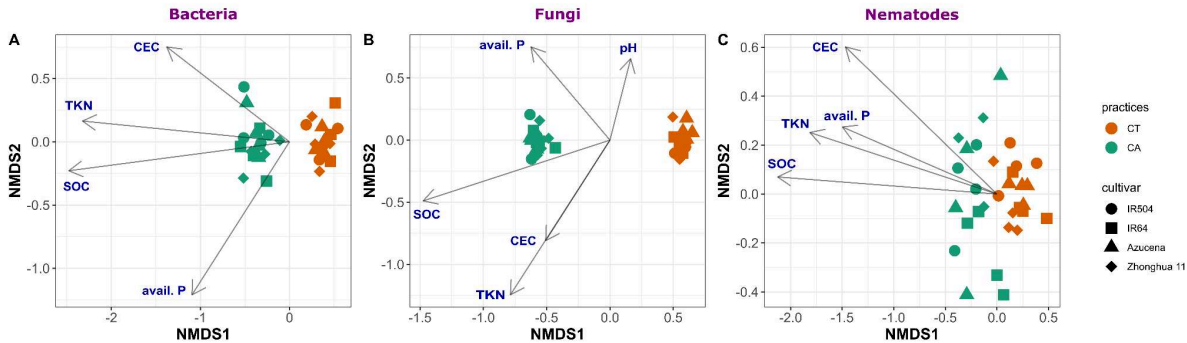 Bacteria
Fungi
Nematodes
A
B
C
CEC
TKN
SOC
avail. P
0.5
0.0
-0.5
-1.0
-2
-1
0
NMDS1
NMDS2
avail. P
pH
SOC
CEC
TKN
0.5
0.0
-0.5
-1.0
-1.5
-1.0
-0.5
0.0
0.5
NMDS1
NMDS2
CEC
avail. P
TKN
SOC
0.6
0.4
0.2
0.0
-0.2
-0.4
-2.0
-1.5
-1.0
-0.5
0.0
0.5
NMDS1
NMDS2
practices
CT
CA
cultivar
IR504
IR64
Azucena
Zhonghua 11